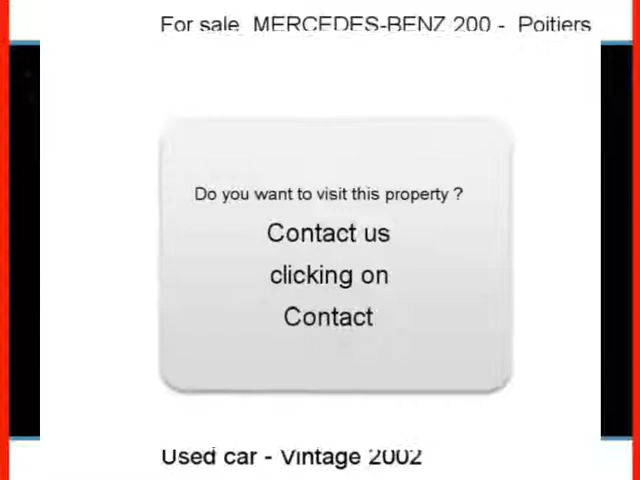 For sale MERCEDES-BENZ 200 - Poitiers
Do you want to visit this property ?
Contact us
clicking on
Contact
Used car - Vintage 2002